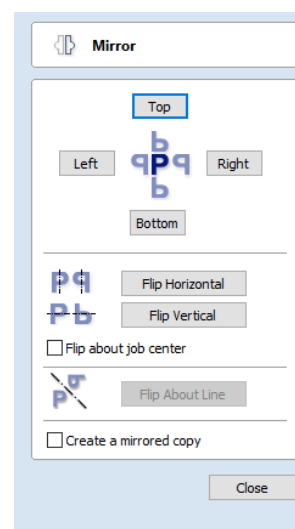 Mirror
Top
Left
Right
Bottom
Flip Horizontal
Flip Vertical
Flip about job center
Flip About Line
Create a mirrored copy
Close